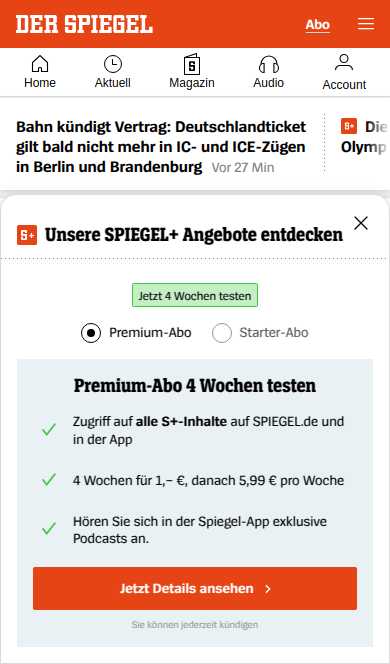 DER SPIEGEL
Abo
Home
Aktuell
Magazin
Audio
Account
Bahn kündigt Vertrag: Deutschlandticket
gilt bald nicht mehr in IC- und ICE-Zügen
in Berlin und Brandenburg Vor 27 Min
S+ Die
Olymp
S+ Unsere SPIEGEL+ Angebote entdecken
Jetzt 4 Wochen testen
Premium-Abo
Starter-Abo
Premium-Abo 4 Wochen testen
Zugriff auf alle S+-Inhalte auf SPIEGEL.de und
in der App
4 Wochen für 1,– €, danach 5,99 € pro Woche
Hören Sie sich in der Spiegel-App exklusive
Podcasts an.
Jetzt Details ansehen
Sie können jederzeit kündigen